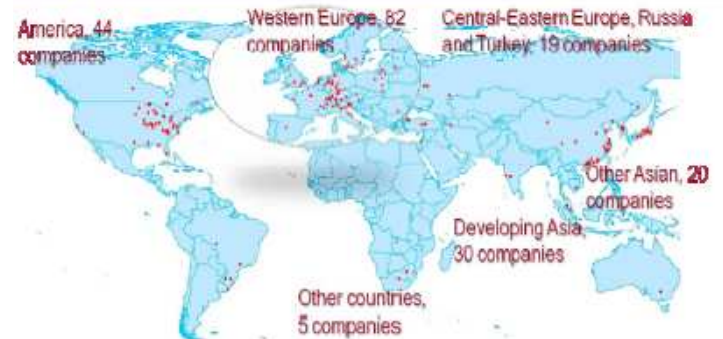 America, 44
companies
Western Europe, 82
companies
Central-Eastern Europe, Russia
and Turkey, 19 companies
Other Asian, 20
companies
Developing Asia,
30 companies
Other countries,
5 companies